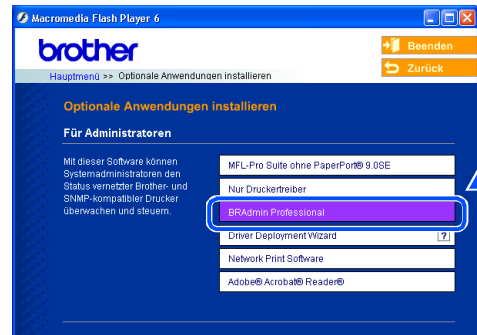 Macromedia Flash Player 6
brother
Beenden
Hauptmenü >> Optionale Anwendungen installieren
Zurück
Optionale Anwendungen installieren
Für Administratoren
Mit dieser Software können
Systemadministratoren den
Status vernetzter Brother- und
SNMP-kompatibler Drucker
überwachen und steuern.
MFL-Pro Suite ohne PaperPort® 9.0SE
Nur Druckertreiber
BRAdmin Professional
Driver Deployment Wizard ?
Network Print Software
Adobe® Acrobat® Reader®